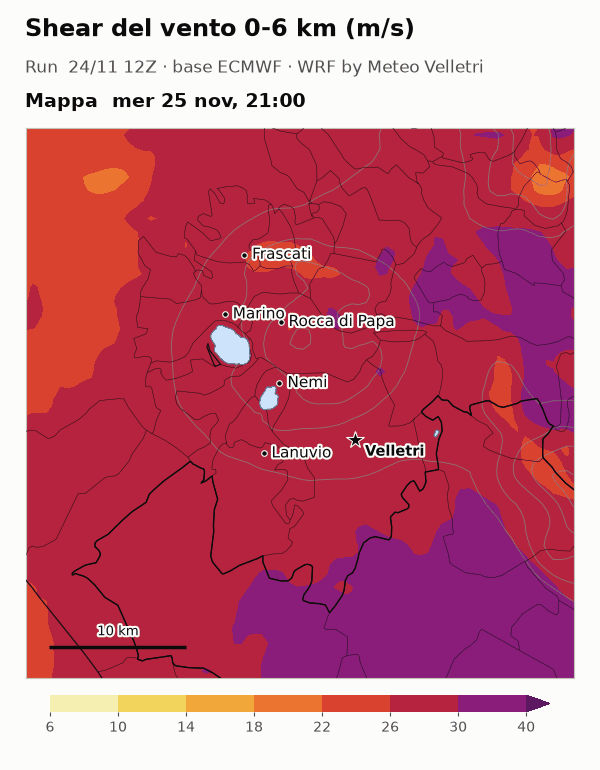 Shear del vento 0-6 km (m/s)
Run  24/11 12Z · base ECMWF · WRF by Meteo Velletri
Mappa  mer 25 nov, 21:00
Frascati
Marino
Rocca di Papa
Nemi
Velletri
Lanuvio
10 km
6 10 14 18 22 26 30 40